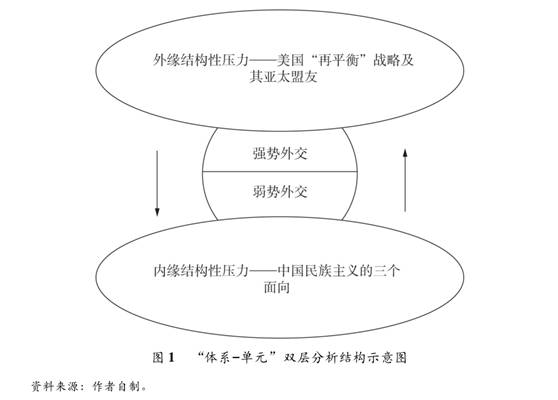 外缘结构性压力——美国“再平衡”战略及
其亚太盟友
强势外交
弱势外交
内缘结构性压力——中国民族主义的三个
面向
图 1 “体系-单元”双层分析结构示意图
资料来源：作者自制。